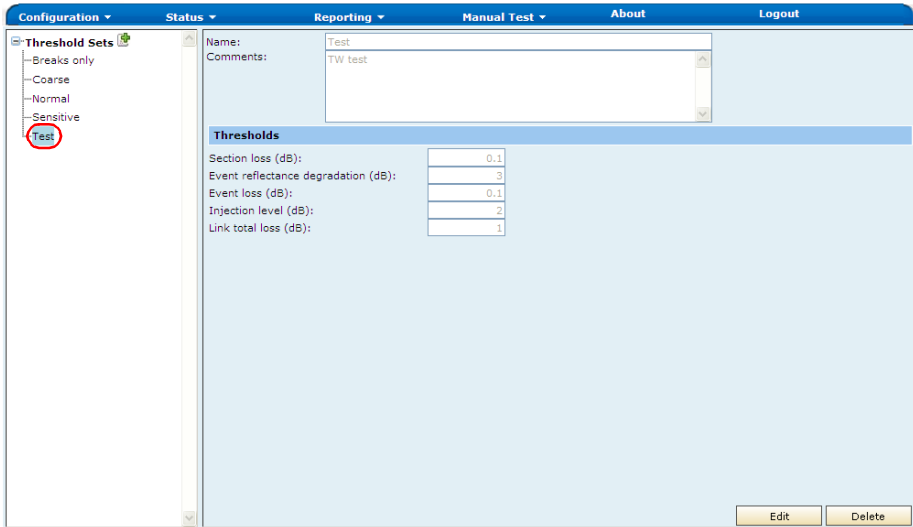 Configuration Status Reporting Manual Test About Logout
Threshold Sets
Breaks only
Coarse
Normal
Sensitive
Test
Name: Test
Comments: TW test
Thresholds
Section loss (dB): 0.1
Event reflectance degradation (dB): 3
Event loss (dB): 0.1
Injection level (dB): 2
Link total loss (dB): 1
Edit Delete